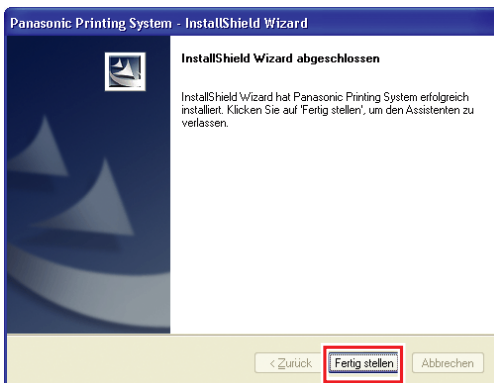 Panasonic Printing System - InstallShield Wizard
InstallShield Wizard abgeschlossen
InstallShield Wizard hat Panasonic Printing System erfolgreich
installiert. Klicken Sie auf 'Fertig stellen', um den Assistenten zu
verlassen.
< Zurück Fertig stellen Abbrechen